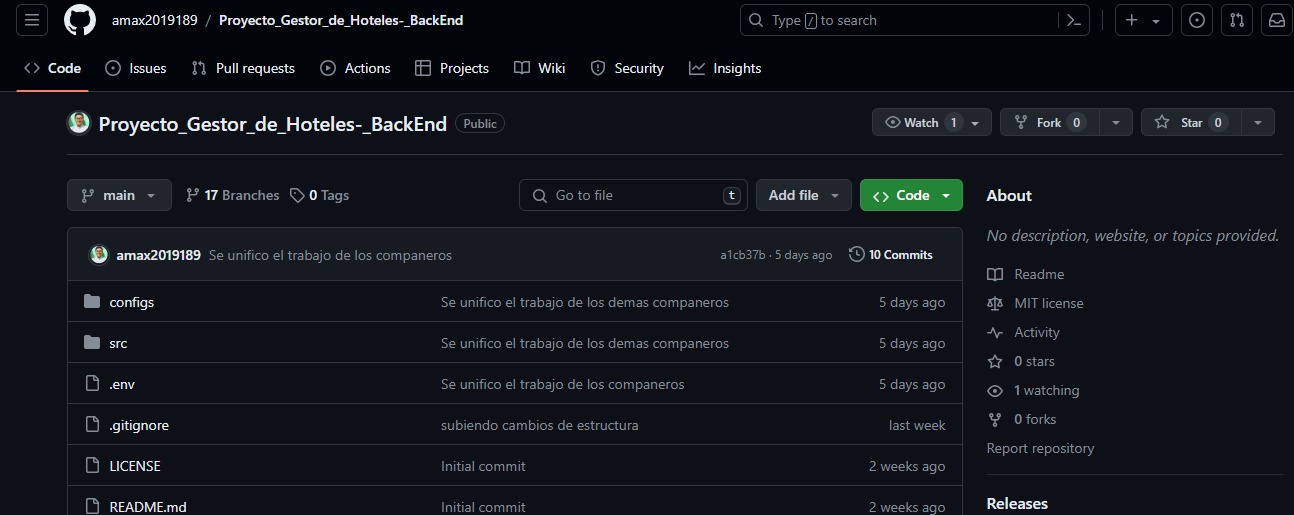 amax2019189 / Proyecto_Gestor_de_Hoteles-_BackEnd
Type / to search
Code Issues Pull requests Actions Projects Wiki Security Insights
Proyecto_Gestor_de_Hoteles-_BackEnd Public
Watch 1 Fork 0 Star 0
main 17 Branches 0 Tags
Go to file t Add file Code
amax2019189 Se unifico el trabajo de los companeros a1cb37b · 5 days ago 10 Commits
configs Se unifico el trabajo de los demas companeros 5 days ago
src Se unifico el trabajo de los demas companeros 5 days ago
.env Se unifico el trabajo de los companeros 5 days ago
.gitignore subiendo cambios de estructura last week
LICENSE Initial commit 2 weeks ago
README.md Initial commit 2 weeks ago
About
No description, website, or topics provided.
Readme
MIT license
Activity
0 stars
1 watching
0 forks
Report repository
Releases